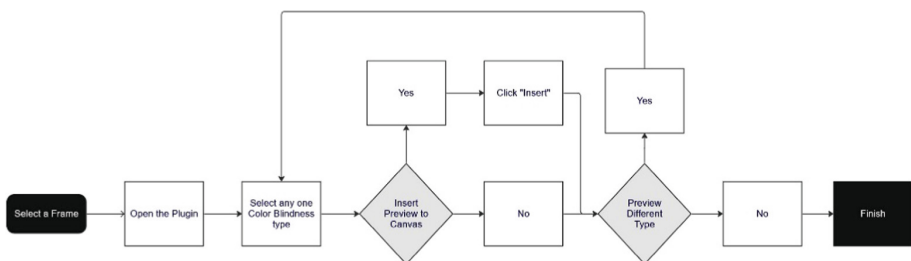 Yes
Click "Insert"
Yes
Select a Frame
Open the Plugin
Select any one
Color Blindness
type
Insert
Preview to
Canvas
No
Preview
Different
Type
No
Finish